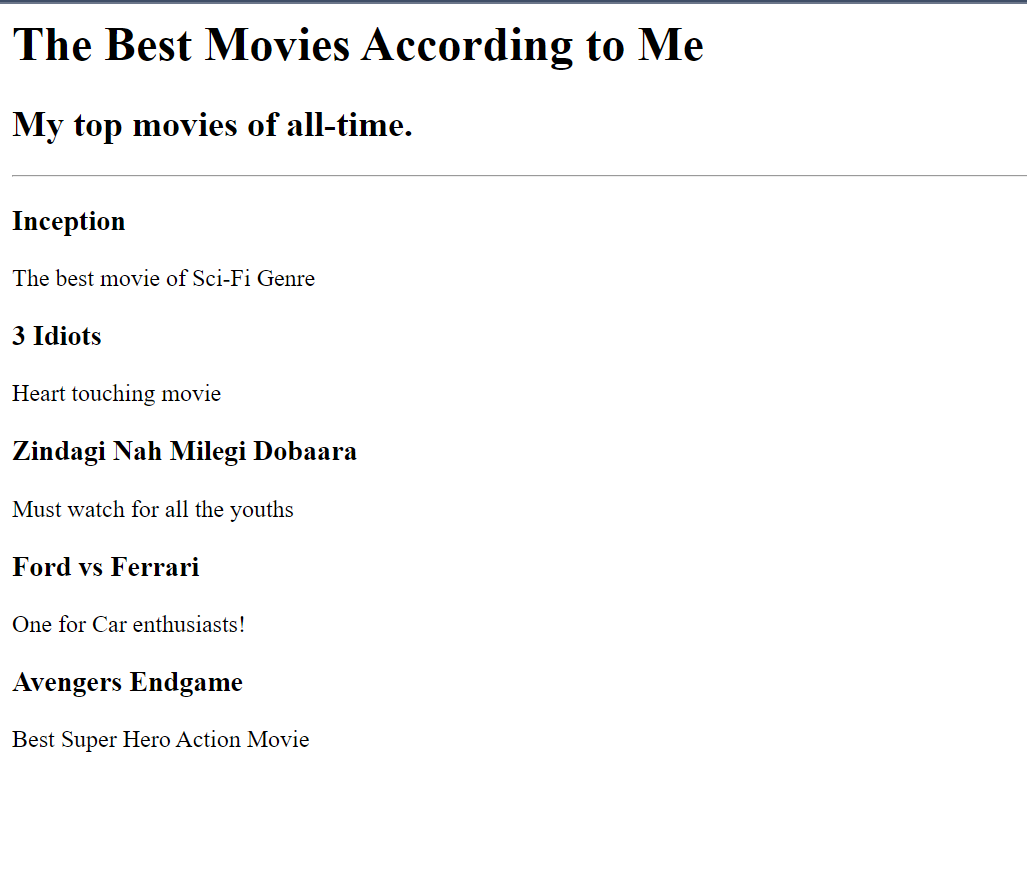 The Best Movies According to Me
My top movies of all-time.
Inception
The best movie of Sci-Fi Genre
3 Idiots
Heart touching movie
Zindagi Nah Milegi Dobaara
Must watch for all the youths
Ford vs Ferrari
One for Car enthusiasts!
Avengers Endgame
Best Super Hero Action Movie